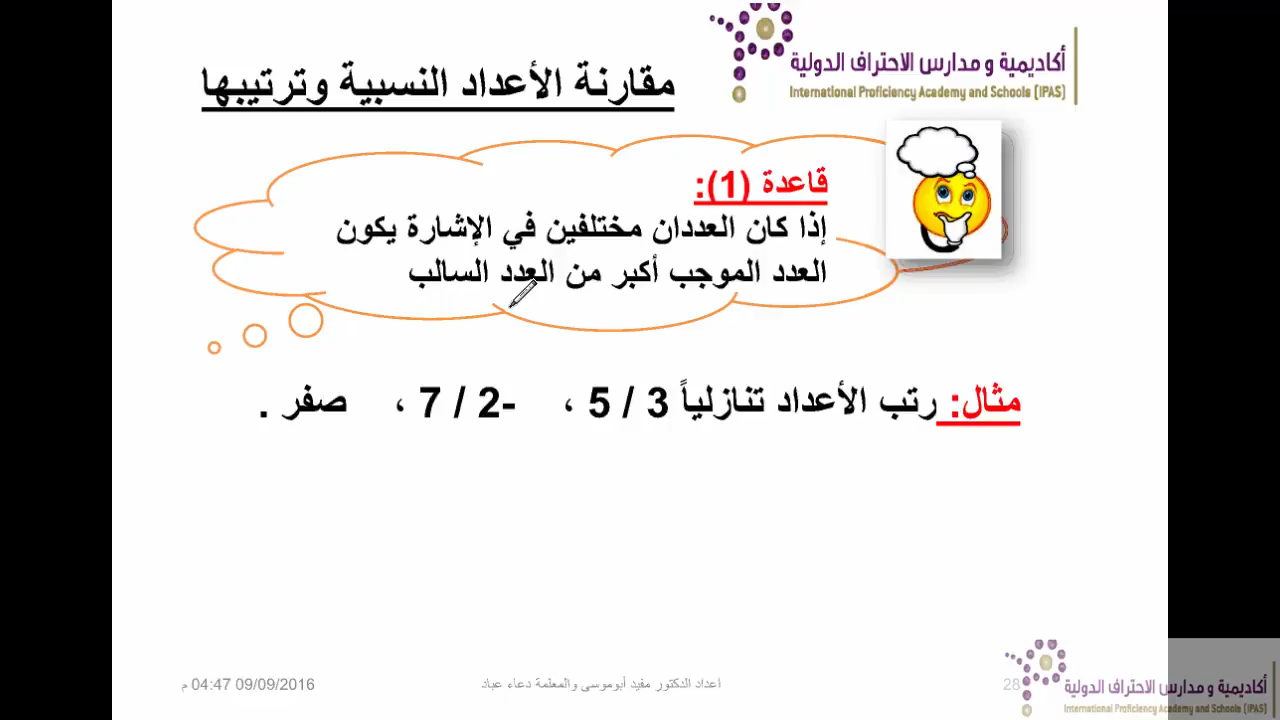 أكاديمية و مدارس الاحتراف الدولية
International Proficiency Academy and Schools (IPAS)
مقارنة الأعداد النسبية وترتيبها
قاعدة (1):
إذا كان العددان مختلفين في الإشارة يكون
العدد الموجب أكبر من العدد السالب
مثال: رتب الأعداد تنازلياً 3 / 5 ، -2 / 7 ، صفر .
28
اعداد الدكتور مفيد أبوموسى والمعلمة دعاء عباد
09/09/2016 04:47 م
أكاديمية و مدارس الاحتراف الدولية
International Proficiency Academy and Schools (IPAS)